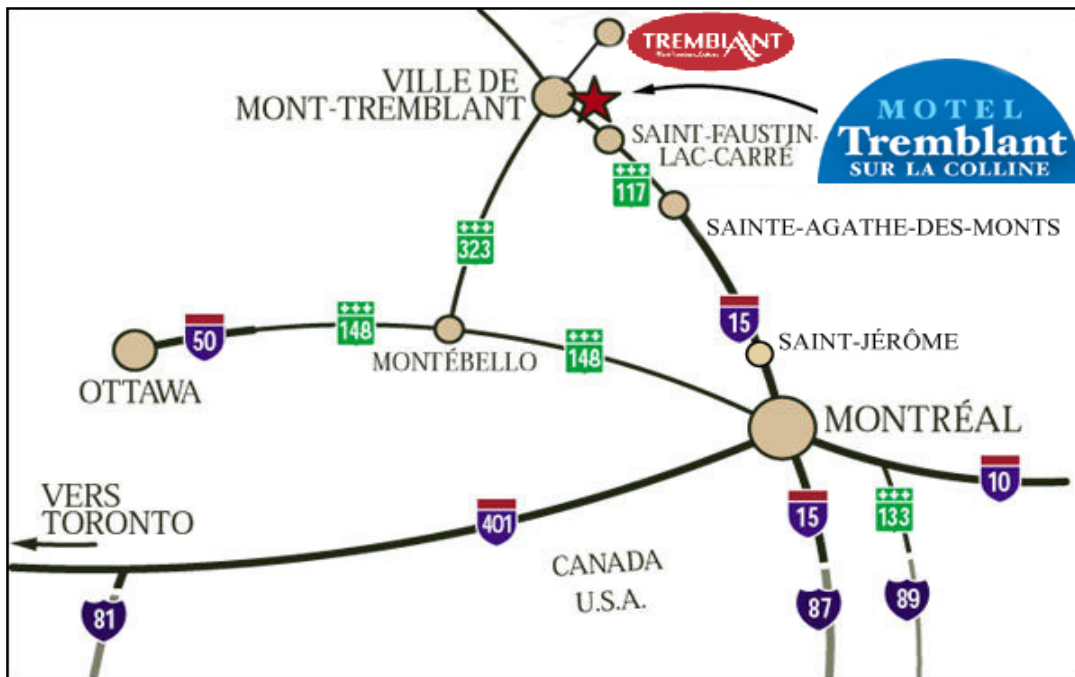 TREMBLANT
VILLE DE
MONT-TREMBLANT
MOTEL
Tremblant
SUR LA COLLINE
SAINT-FAUSTIN-
LAC-CARRÉ
117
SAINTE-AGATHE-DES-MONTS
323
15
50
148
148
SAINT-JÉRÔME
MONTÉBELLO
OTTAWA
MONTRÉAL
10
VERS
TORONTO
401
15
133
CANADA
U.S.A.
81
87
89